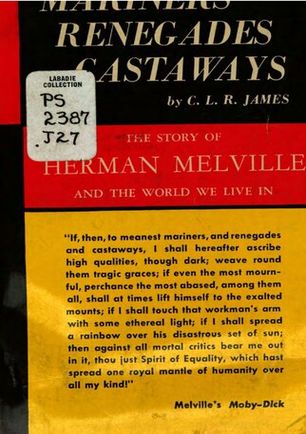 MARINERS
RENEGADES
CASTAWAYS
by C. L. R. JAMES
LABADIE
COLLECTION
PS
2387
.J27
THE STORY OF
HERMAN MELVILLE
AND THE WORLD WE LIVE IN
"If, then, to meanest mariners, and renegades
and castaways, I shall hereafter ascribe
high qualities, though dark; weave round
them tragic graces; if even the most mourn-
ful, perchance the most abased, among them
all, shall at times lift himself to the exalted
mounts; if I shall touch that workman's arm
with some ethereal light; if I shall spread
a rainbow over his disastrous set of sun;
then against all mortal critics bear me out
in it, thou just Spirit of Equality, which hast
spread one royal mantle of humanity over
all my kind!"
Melville's Moby-Dick